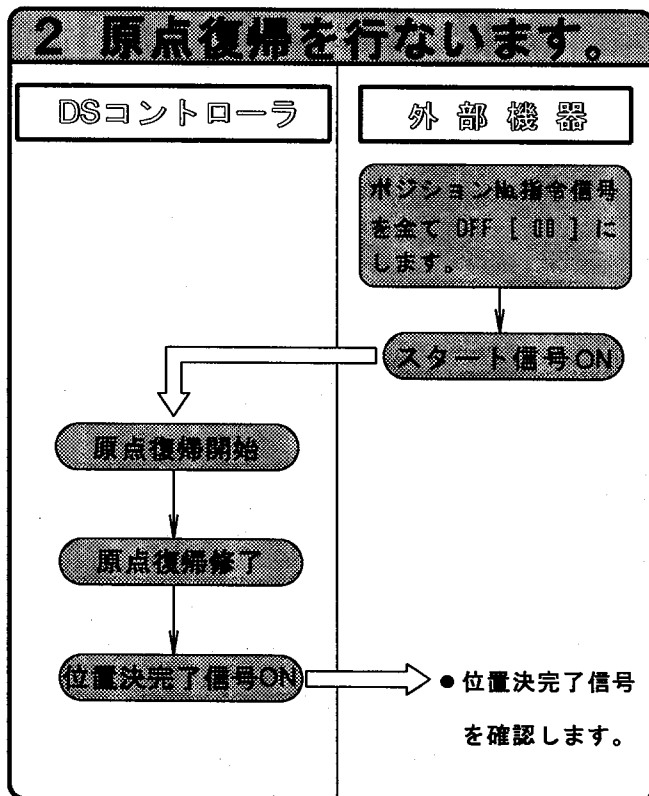 2 原点復帰を行ないます。
DSコントローラ
外部機器
ポジションNo.指令信号
を全て OFF [ 00 ] に
します。
スタート信号ON
原点復帰開始
原点復帰修了
位置決完了信号ON
●位置決完了信号
を確認します。